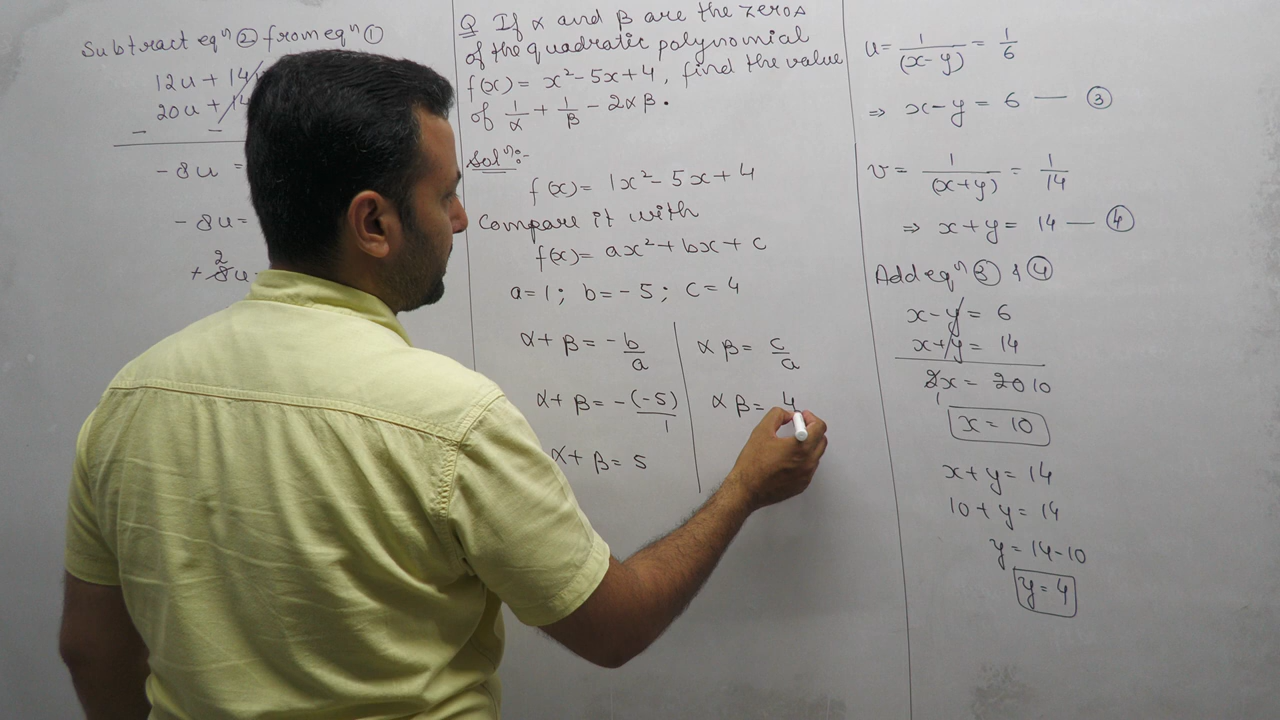 Subtract eqⁿ ② from eqⁿ ①
12u + 14
20u + 14
- -
-8u =
-8u =
2
+ 8u
Q If α and β are the zeros
of the quadratic polynomial
f(x) = x² - 5x + 4, find the value
of 1/α + 1/β - 2αβ.
Solⁿ:-
f(x) = 1x² - 5x + 4
Compare it with
f(x) = ax² + bx + c
a = 1; b = -5; c = 4
α + β = -b/a
α + β = -(-5)/1
α + β = 5
αβ = c/a
αβ = 4
u = 1/(x-y) = 1/6
⇒ x - y = 6 — ③
v = 1/(x+y) = 1/14
⇒ x + y = 14 — ④
Add eqⁿ ③ & ④
x - y = 6
x + y = 14
2x = 20 10
1
x = 10
x + y = 14
10 + y = 14
y = 14 - 10
y = 4